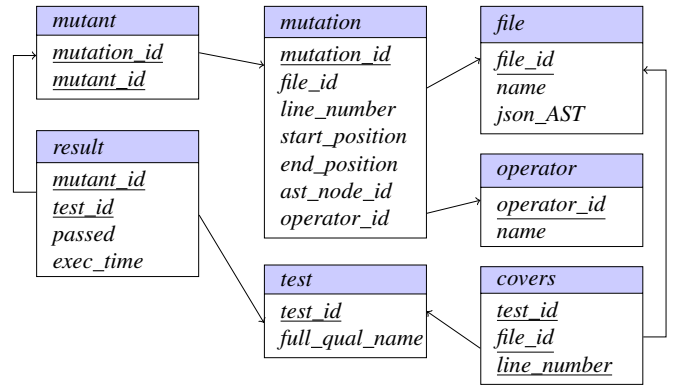 mutant
mutation_id
mutant_id
mutation
mutation_id
file_id
line_number
start_position
end_position
ast_node_id
operator_id
file
file_id
name
json_AST
result
mutant_id
test_id
passed
exec_time
operator
operator_id
name
test
test_id
full_qual_name
covers
test_id
file_id
line_number